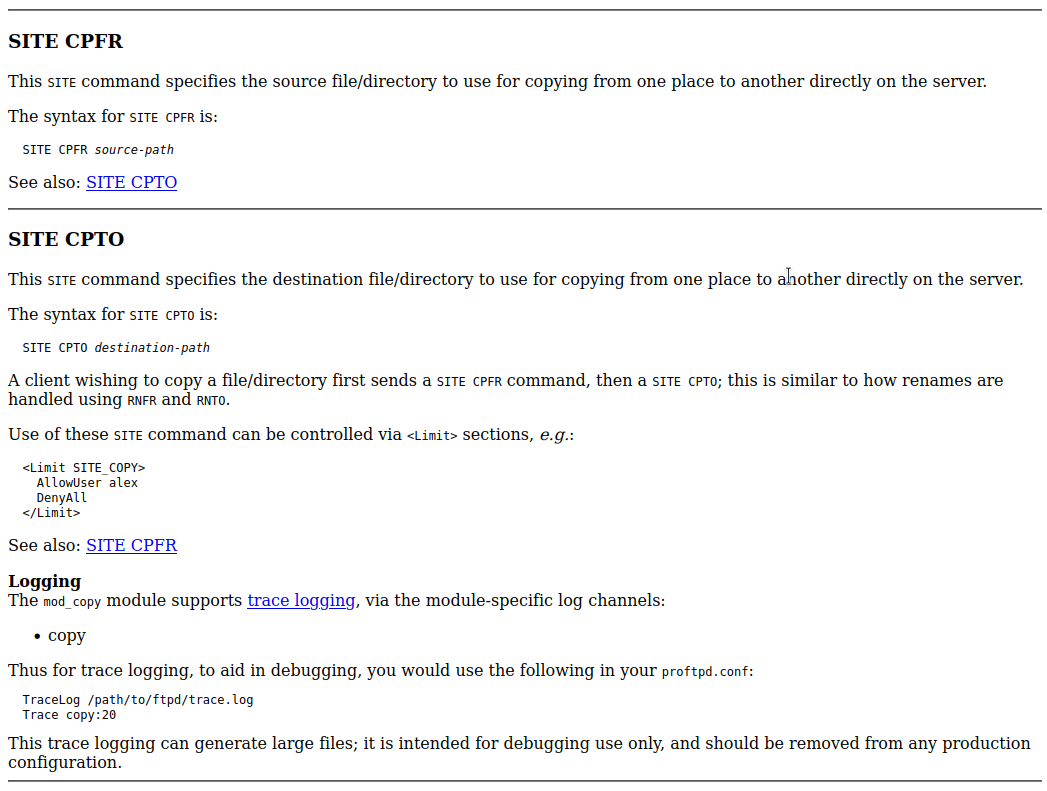 SITE CPFR
This SITE command specifies the source file/directory to use for copying from one place to another directly on the server.
The syntax for SITE CPFR is:
SITE CPFR source-path
See also: SITE CPTO
SITE CPTO
This SITE command specifies the destination file/directory to use for copying from one place to another directly on the server.
The syntax for SITE CPTO is:
SITE CPTO destination-path
A client wishing to copy a file/directory first sends a SITE CPFR command, then a SITE CPTO; this is similar to how renames are
handled using RNFR and RNTO.
Use of these SITE command can be controlled via <Limit> sections, e.g.:
<Limit SITE_COPY>
AllowUser alex
DenyAll
</Limit>
See also: SITE CPFR
Logging
The mod_copy module supports trace logging, via the module-specific log channels:
• copy
Thus for trace logging, to aid in debugging, you would use the following in your proftpd.conf:
TraceLog /path/to/ftpd/trace.log
Trace copy:20
This trace logging can generate large files; it is intended for debugging use only, and should be removed from any production
configuration.